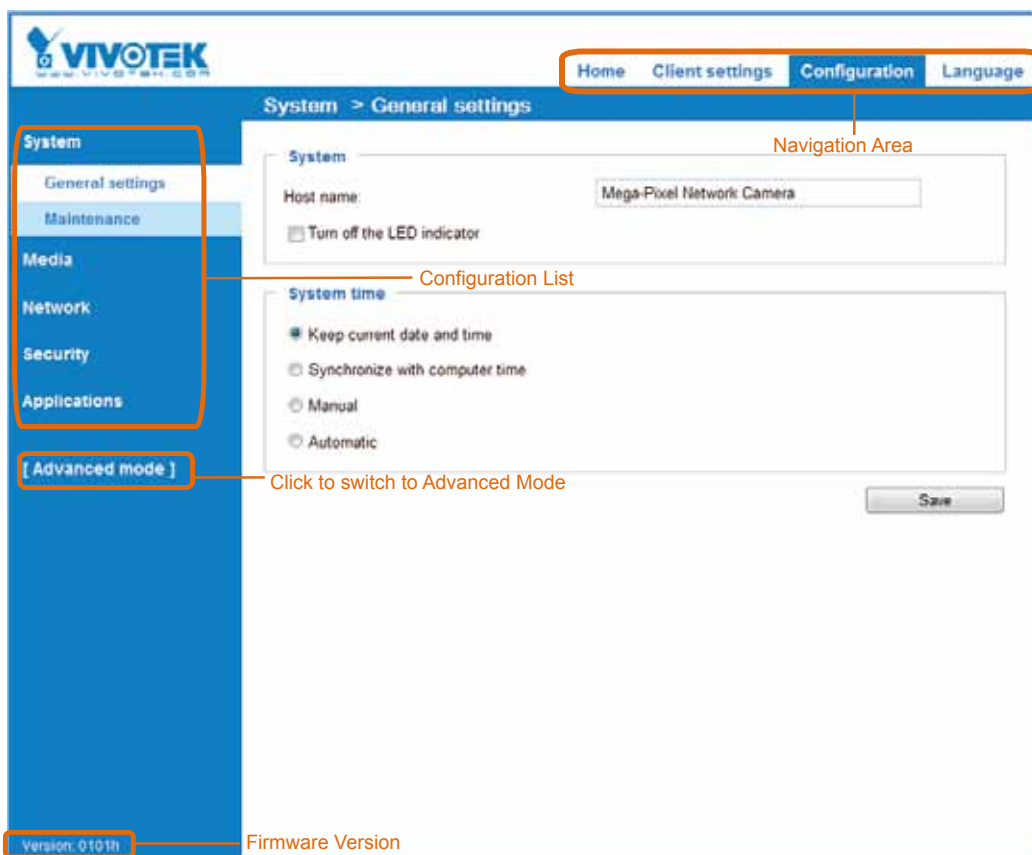 VIVOTEK
www.vivotek.com
Home Client settings Configuration Language
System > General settings
Navigation Area
System
General settings
Maintenance
Media
Network
Security
Applications
[ Advanced mode ]
Configuration List
Click to switch to Advanced Mode
System
Host name: Mega-Pixel Network Camera
Turn off the LED indicator
System time
Keep current date and time
Synchronize with computer time
Manual
Automatic
Save
Version: 0101h
Firmware Version